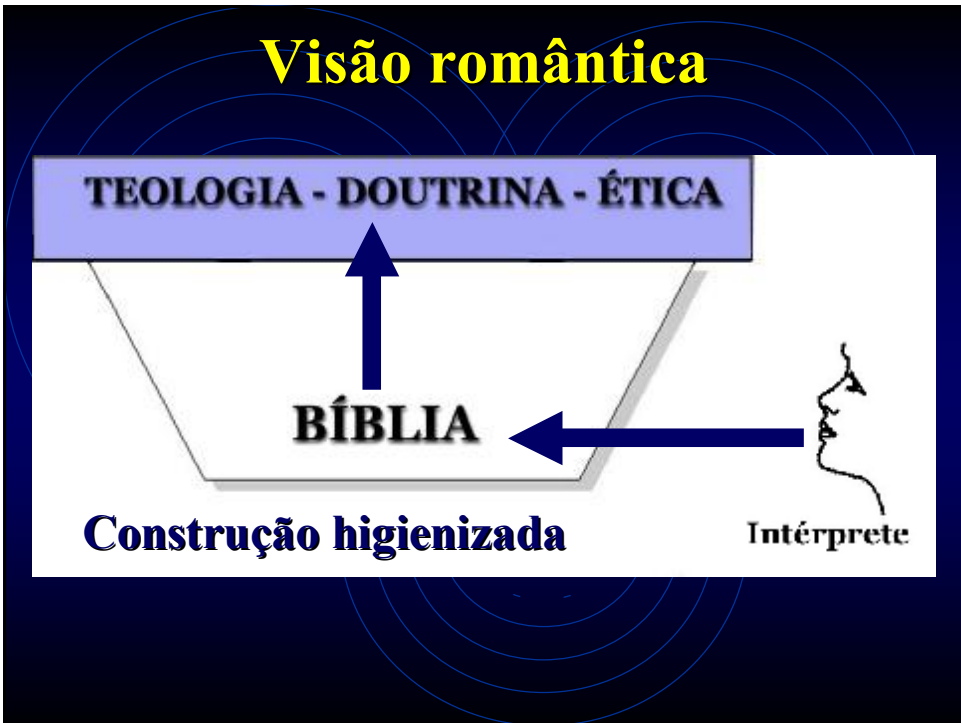 Visão romântica
TEOLOGIA - DOUTRINA - ÉTICA
BÍBLIA
Construção higienizada
Intérprete